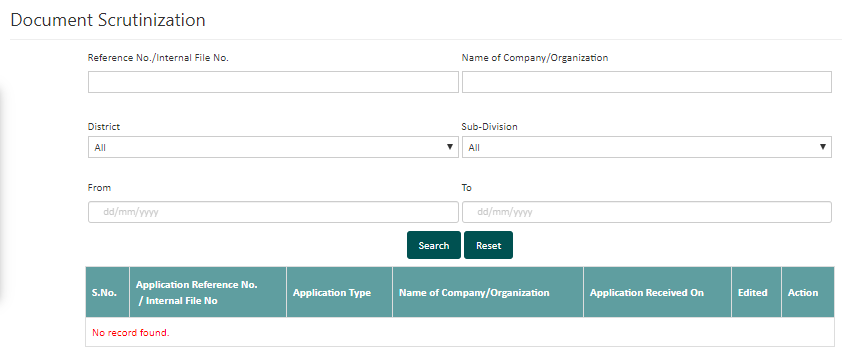 Document Scrutinization
Reference No./Internal File No.
Name of Company/Organization
District
Sub-Division
All
All
From
To
dd/mm/yyyy
dd/mm/yyyy
Search
Reset
S.No.
Application Reference No.
/ Internal File No
Application Type
Name of Company/Organization
Application Received On
Edited
Action
No record found.